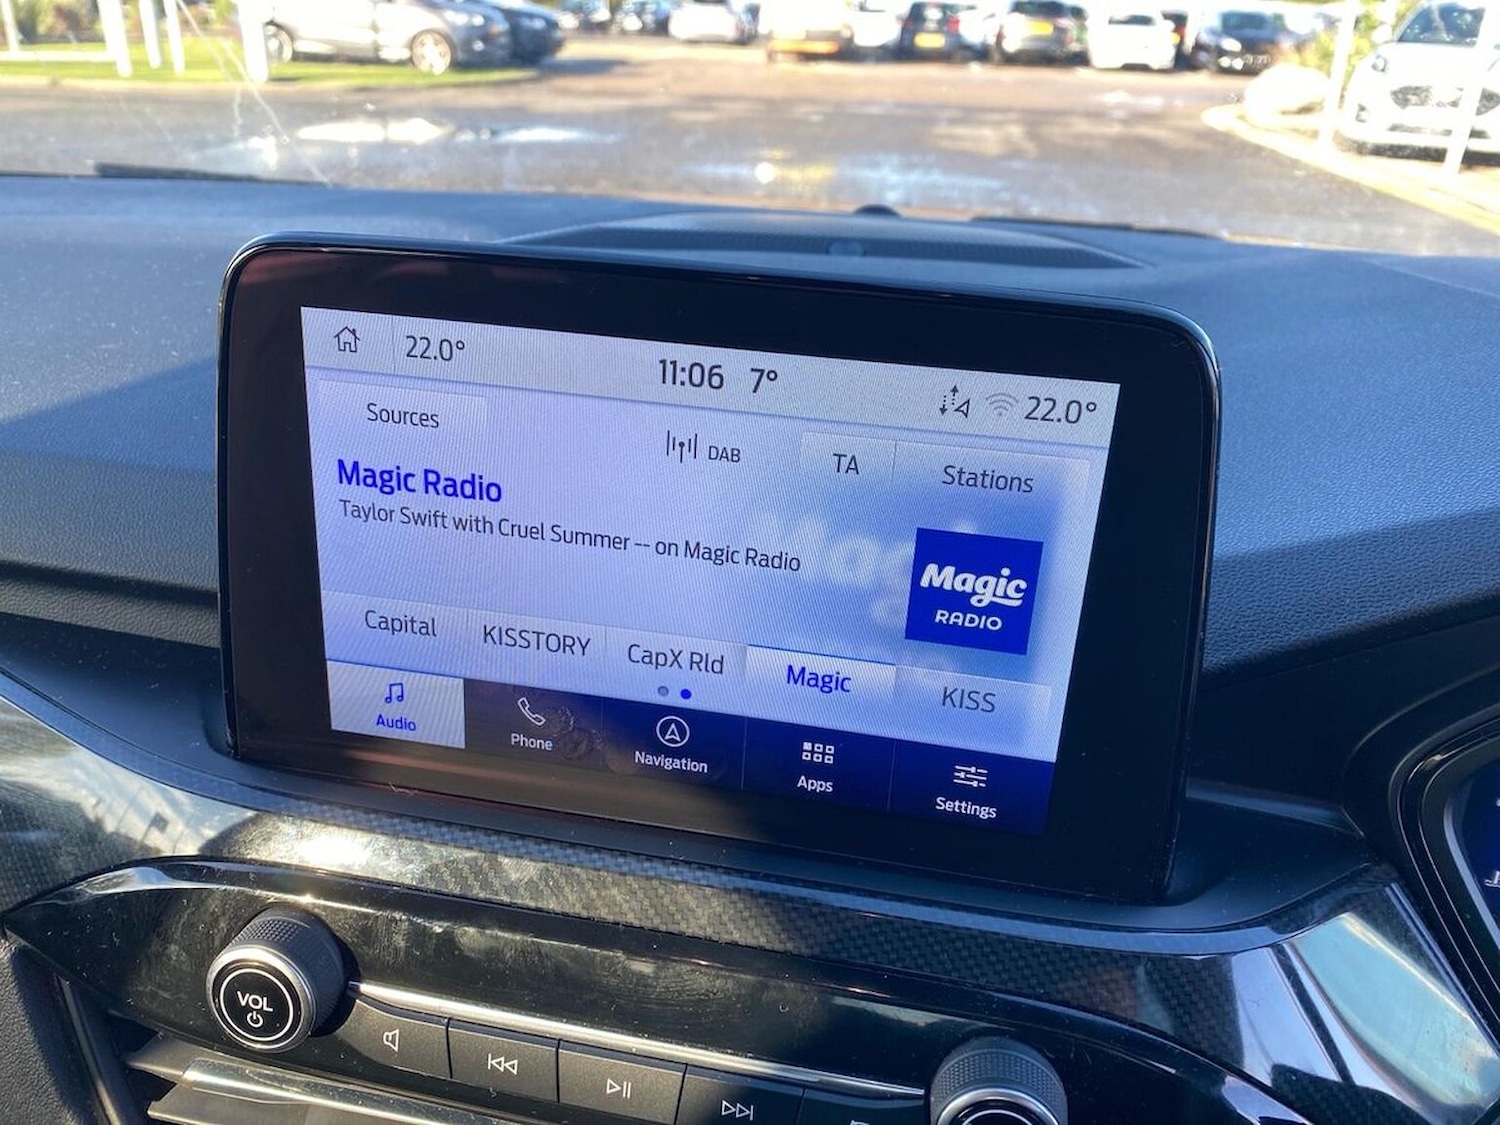 22.0°
11:06 7°
22.0°
Sources
DAB
TA
Stations
Magic Radio
Taylor Swift with Cruel Summer -- on Magic Radio
Magic
RADIO
Capital
KISSTORY
CapX Rld
Magic
KISS
Audio
Phone
Navigation
Apps
Settings
VOL